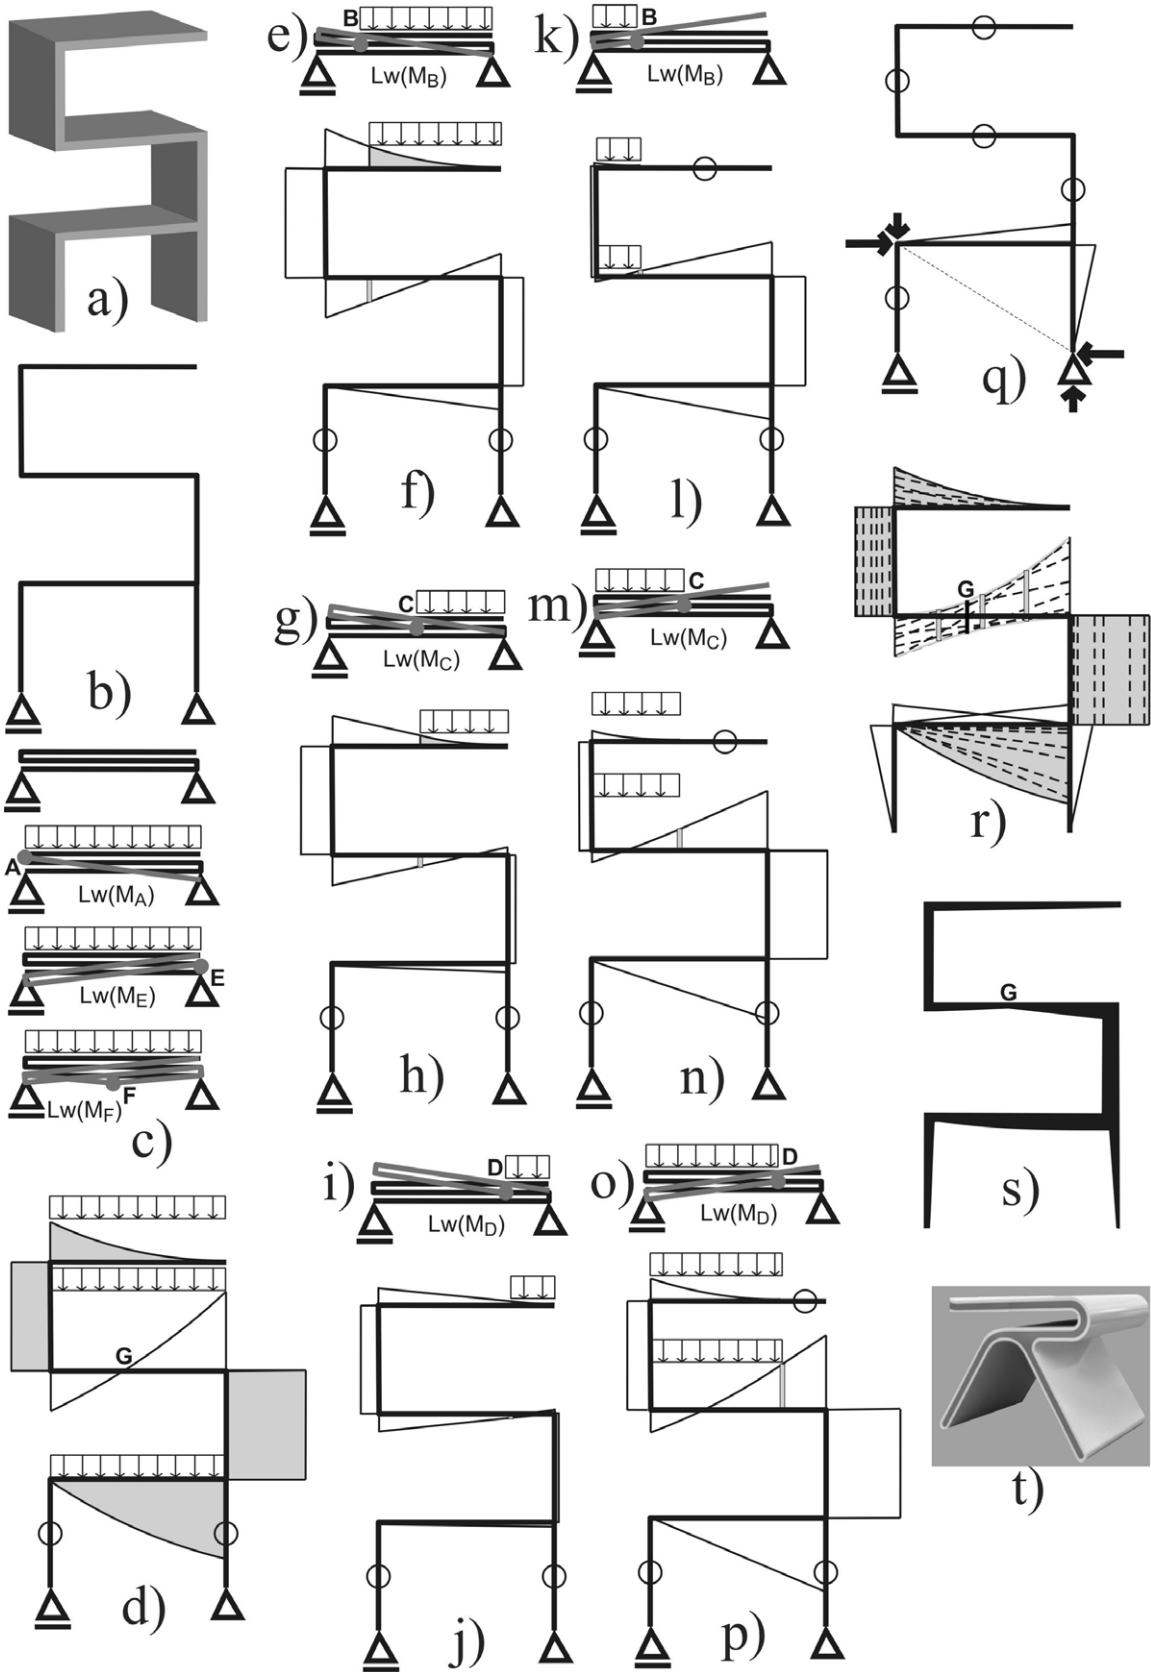 a)
b)
A
Lw(MA)
E
Lw(ME)
F
Lw(MF)
c)
G
d)
e)
B
Lw(MB)
f)
g)
C
Lw(MC)
h)
i)
D
Lw(MD)
j)
k)
B
Lw(MB)
l)
m)
C
Lw(MC)
n)
o)
D
Lw(MD)
p)
q)
G
r)
G
s)
t)